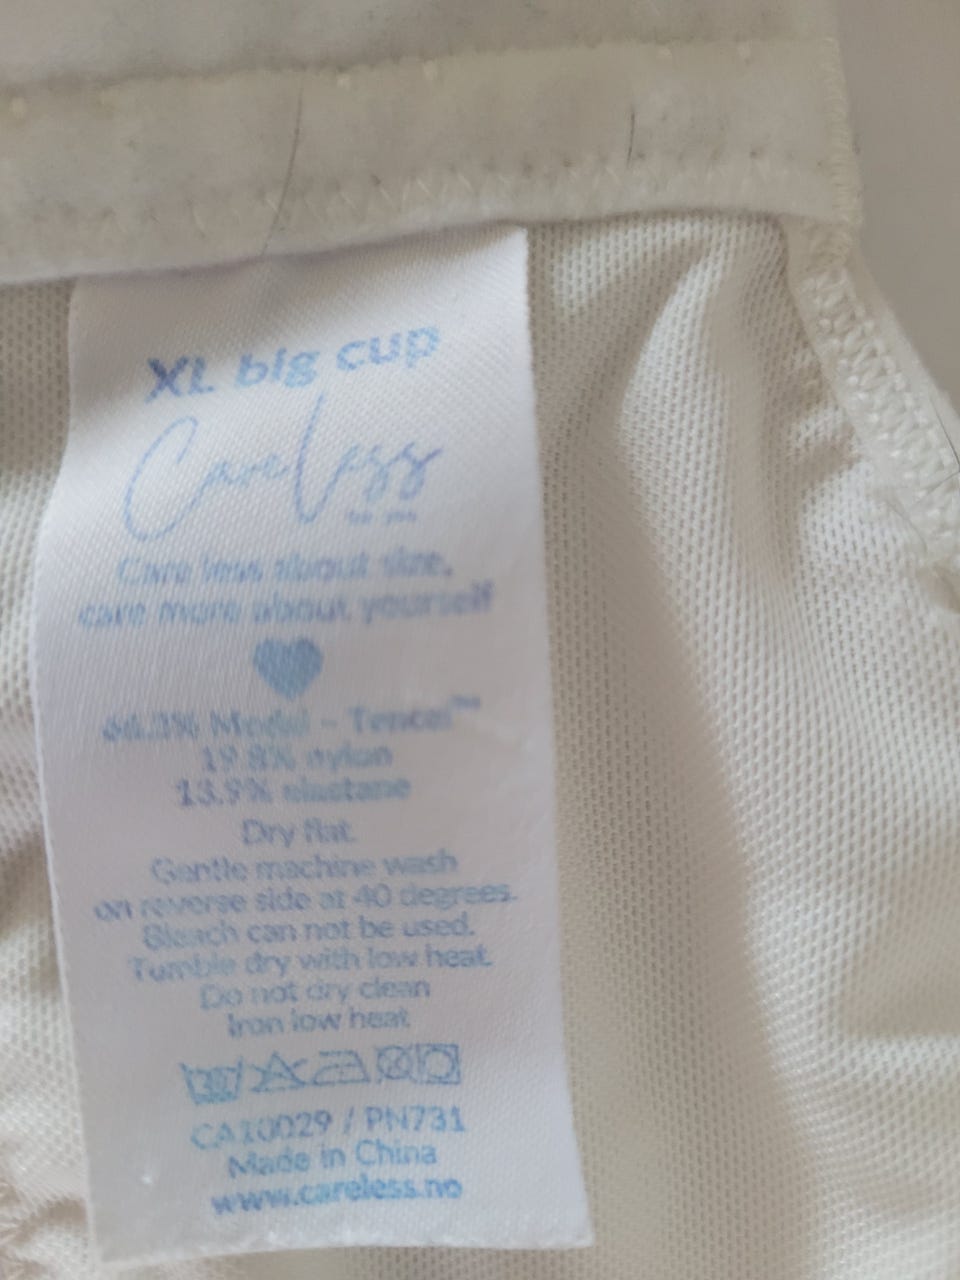 XL big cup
CareLess
for you
Care less about size,
care more about yourself
66.3% Modal - Tencel™
19.8% nylon
13.9% elastane
Dry flat.
Gentle machine wash
on reverse side at 40 degrees.
Bleach can not be used.
Tumble dry with low heat.
Do not dry clean
Iron low heat
CA10029 / PN731
Made in China
www.careless.no